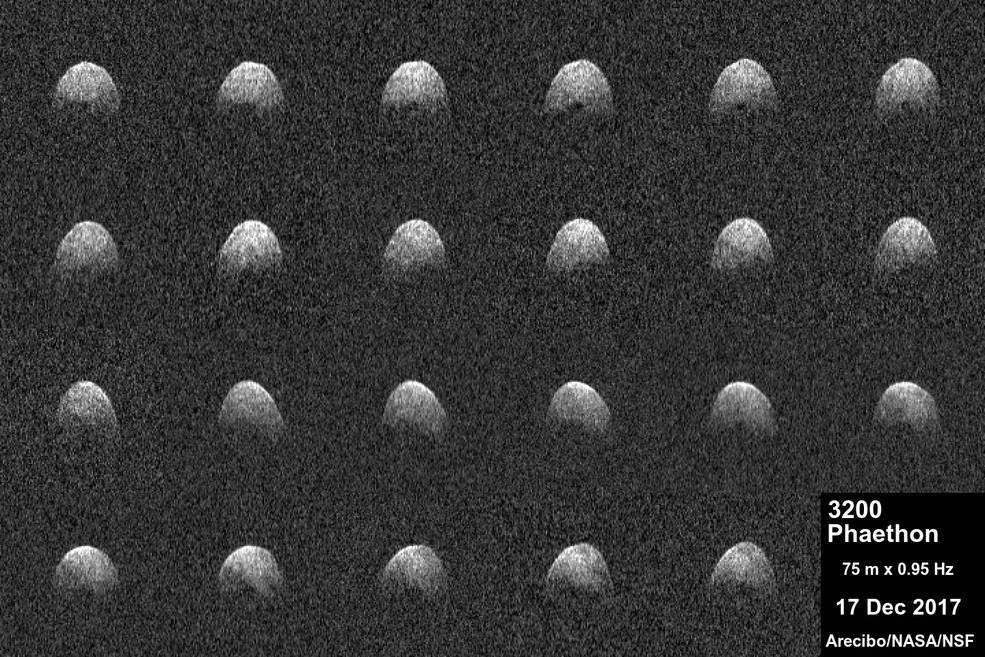 3200
Phaethon
75 m x 0.95 Hz
17 Dec 2017
Arecibo/NASA/NSF